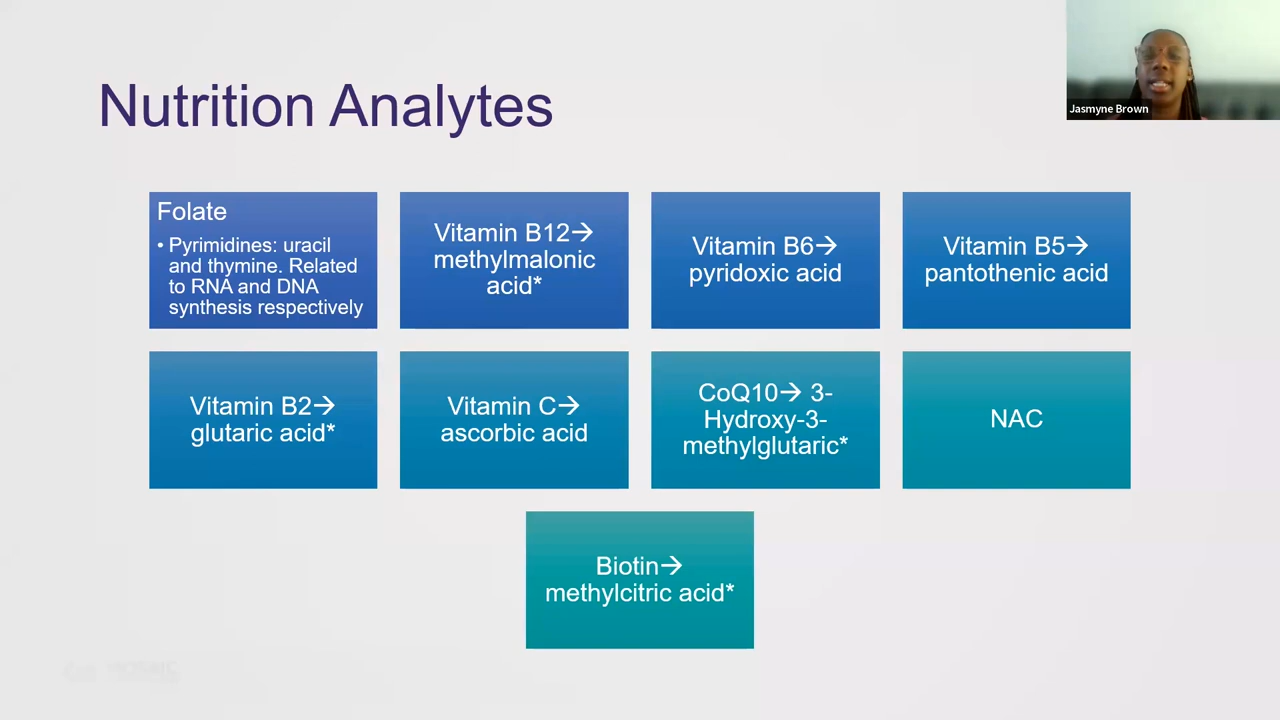 Nutrition Analytes
Jasmyne Brown
Folate
• Pyrimidines: uracil
and thymine. Related
to RNA and DNA
synthesis respectively
Vitamin B12→
methylmalonic
acid*
Vitamin B6→
pyridoxic acid
Vitamin B5→
pantothenic acid
Vitamin B2→
glutaric acid*
Vitamin C→
ascorbic acid
CoQ10→ 3-
Hydroxy-3-
methylglutaric*
NAC
Biotin→
methylcitric acid*